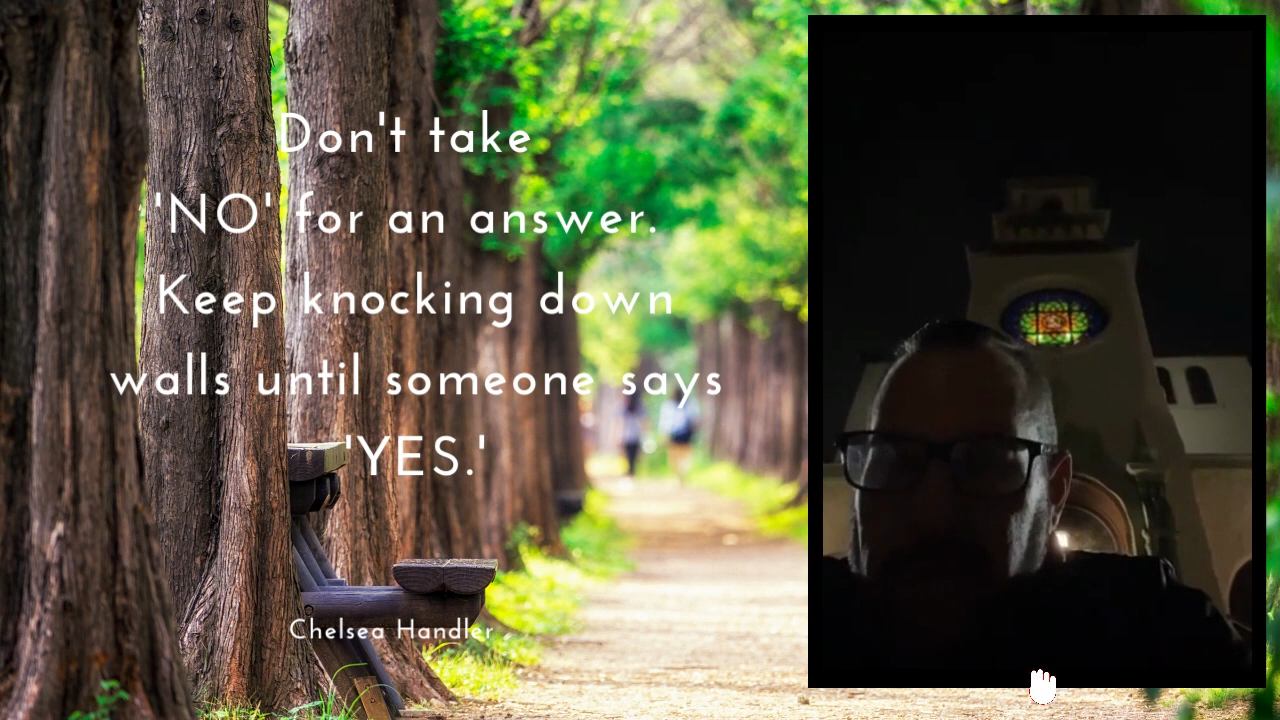 Don't take
'NO' for an answer.
Keep knocking down
walls until someone says
'YES.'
Chelsea Handler